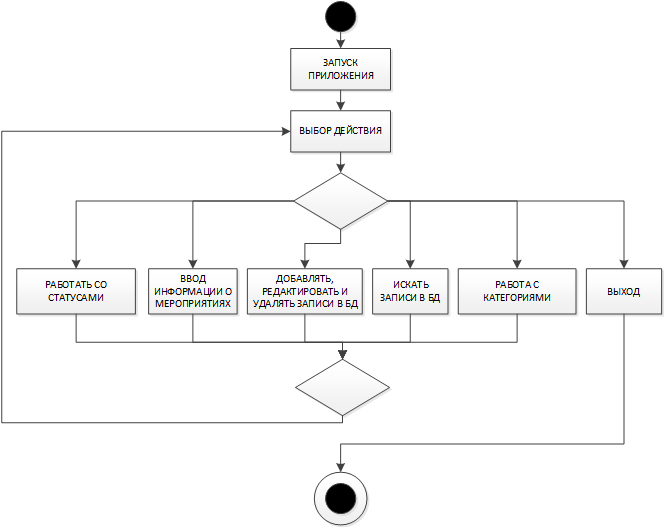 ЗАПУСК
ПРИЛОЖЕНИЯ
ВЫБОР ДЕЙСТВИЯ
РАБОТАТЬ СО
СТАТУСАМИ
ВВОД
ИНФОРМАЦИИ О
МЕРОПРИЯТИЯХ
ДОБАВЛЯТЬ,
РЕДАКТИРОВАТЬ И
УДАЛЯТЬ ЗАПИСИ В БД
ИСКАТЬ
ЗАПИСИ В БД
РАБОТА С
КАТЕГОРИЯМИ
ВЫХОД